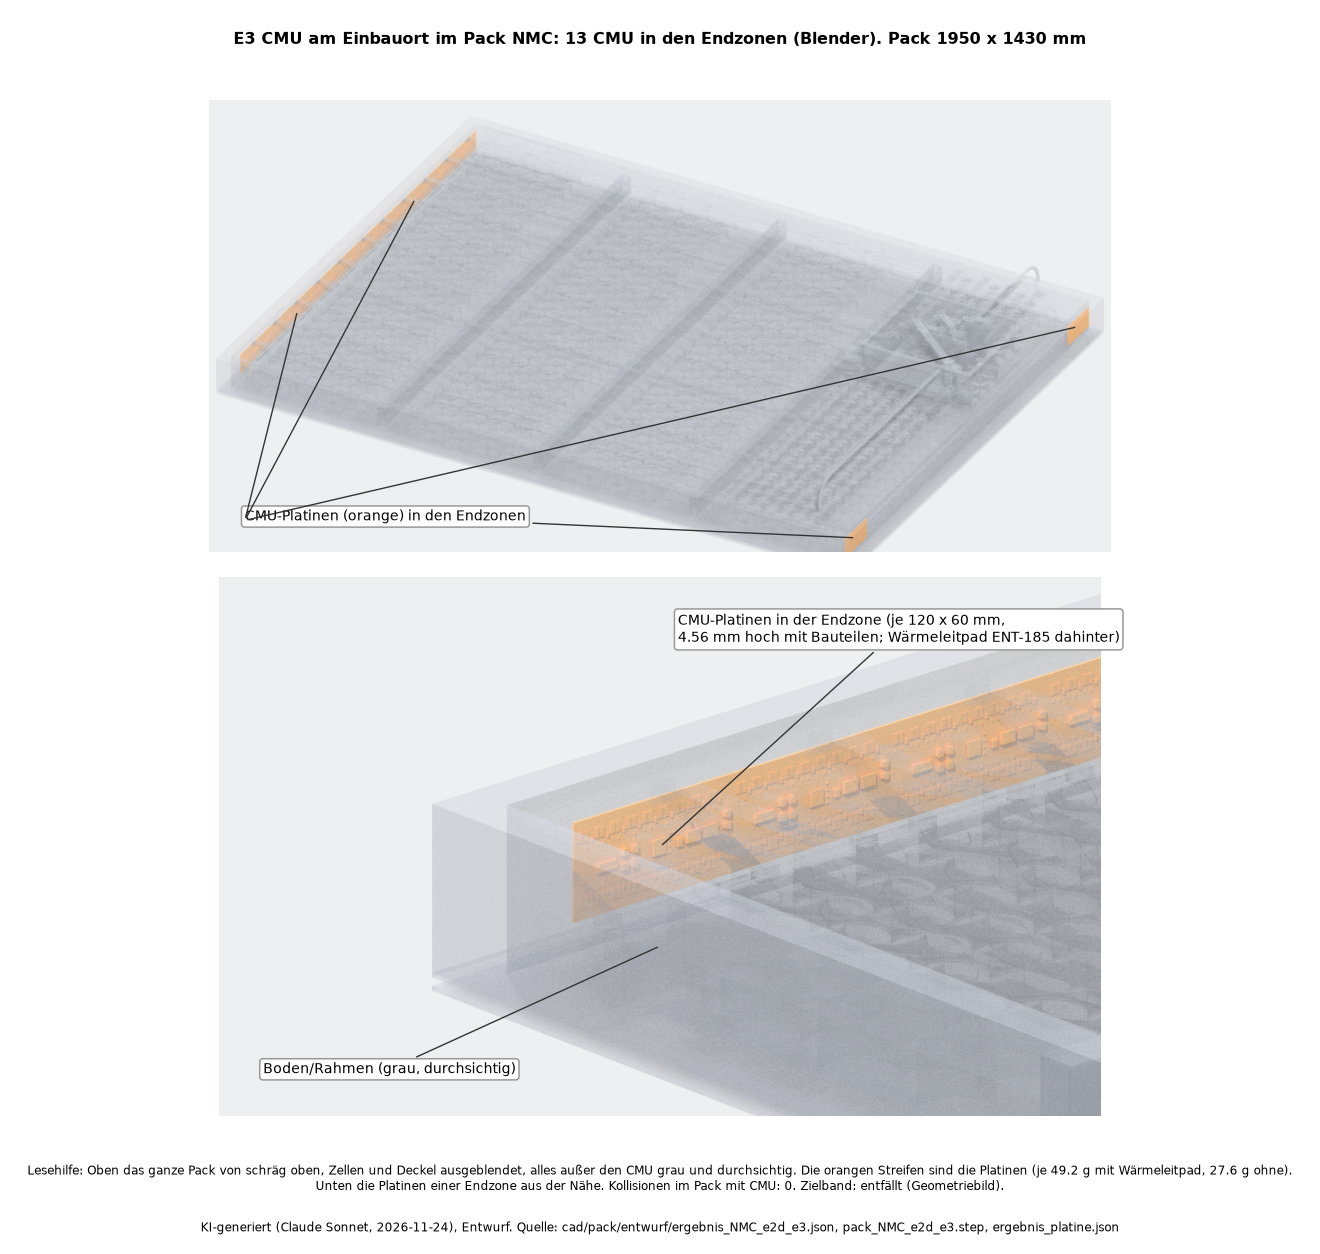 E3 CMU am Einbauort im Pack NMC: 13 CMU in den Endzonen (Blender). Pack 1950 x 1430 mm
CMU-Platinen (orange) in den Endzonen
CMU-Platinen in der Endzone (je 120 x 60 mm,
4.56 mm hoch mit Bauteilen; Wärmeleitpad ENT-185 dahinter)
Boden/Rahmen (grau, durchsichtig)
Lesehilfe: Oben das ganze Pack von schräg oben, Zellen und Deckel ausgeblendet, alles außer den CMU grau und durchsichtig. Die orangen Streifen sind die Platinen (je 49.2 g mit Wärmeleitpad, 27.6 g ohne).
Unten die Platinen einer Endzone aus der Nähe. Kollisionen im Pack mit CMU: 0. Zielband: entfällt (Geometriebild).
KI-generiert (Claude Sonnet, 2026-11-24), Entwurf. Quelle: cad/pack/entwurf/ergebnis_NMC_e2d_e3.json, pack_NMC_e2d_e3.step, ergebnis_platine.json